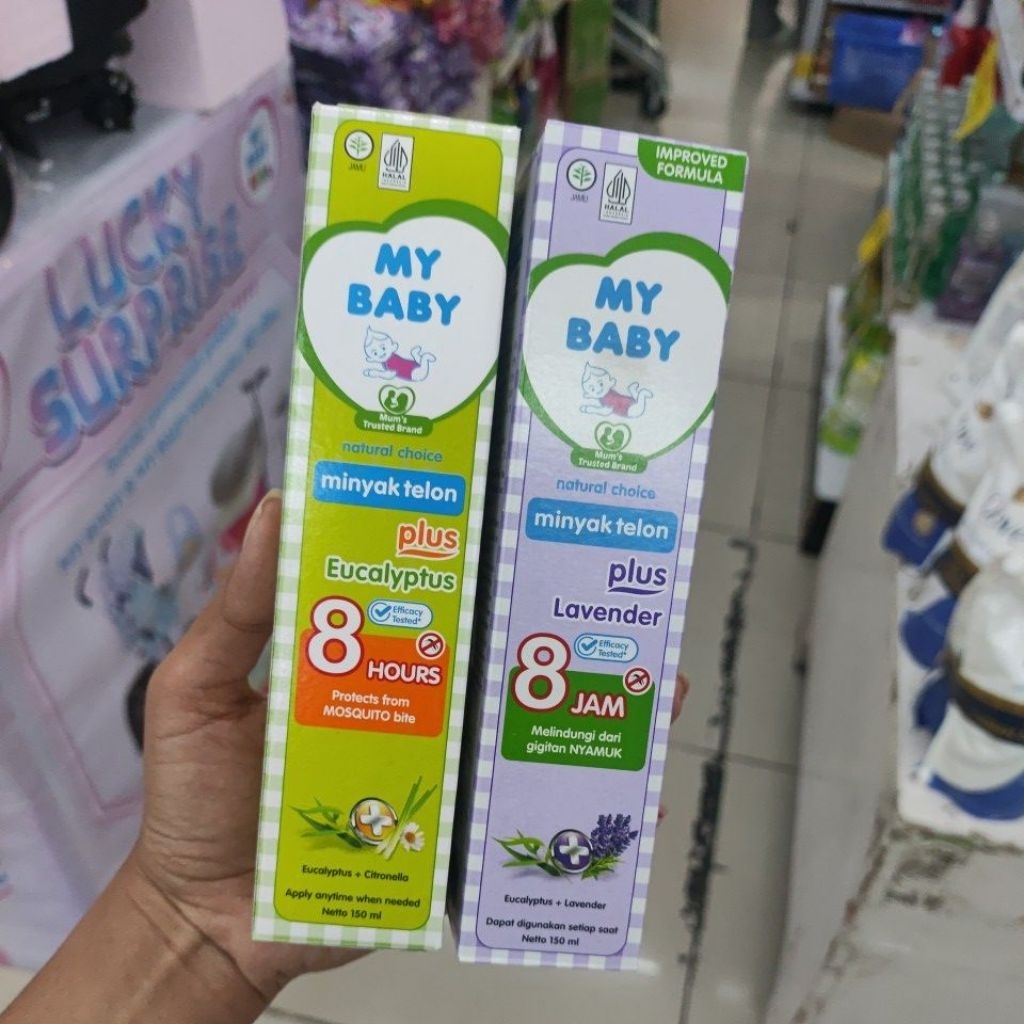 LUCKY
SURPRISE
JAMU
HALAL
INDONESIA
MY
BABY
Mum's
Trusted Brand
natural choice
minyak telon
plus
Eucalyptus
Efficacy
Tested*
8
HOURS
Protects from
MOSQUITO bite
Eucalyptus + Citronella
Apply anytime when needed
Netto 150 ml
IMPROVED
FORMULA
JAMU
HALAL
INDONESIA
MY
BABY
Mum's
Trusted Brand
natural choice
minyak telon
plus
Lavender
Efficacy
Tested*
8
JAM
Melindungi dari
gigitan NYAMUK
Eucalyptus + Lavender
Dapat digunakan setiap saat
Netto 150 ml